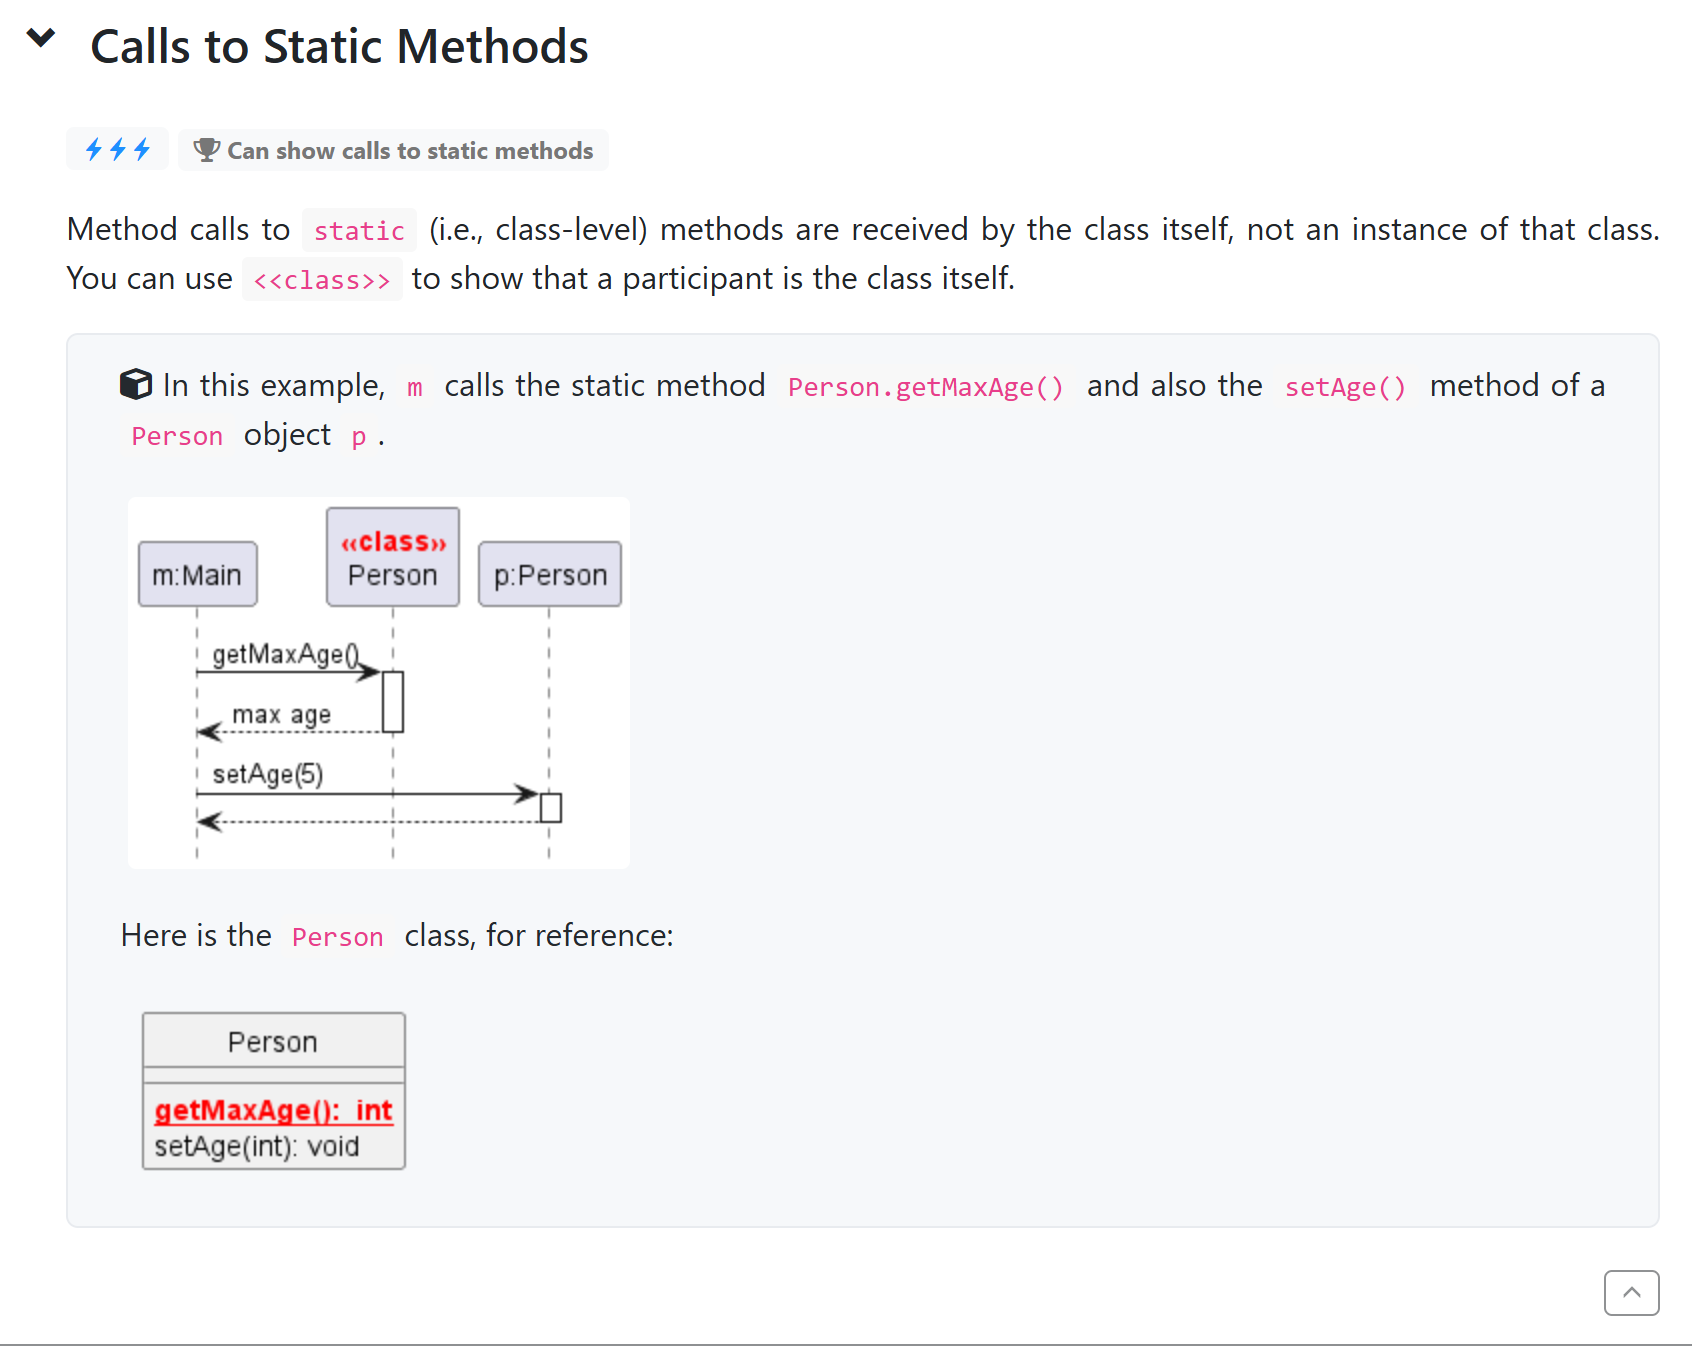 Calls to Static Methods
Can show calls to static methods
Method calls to static (i.e., class-level) methods are received by the class itself, not an instance of that class.
You can use <<class>> to show that a participant is the class itself.
In this example, m calls the static method Person.getMaxAge() and also the setAge() method of a
Person object p .
«class»
m:Main Person p:Person
getMaxAge()
max age
setAge(5)
Here is the Person class, for reference:
Person
getMaxAge(): int
setAge(int): void